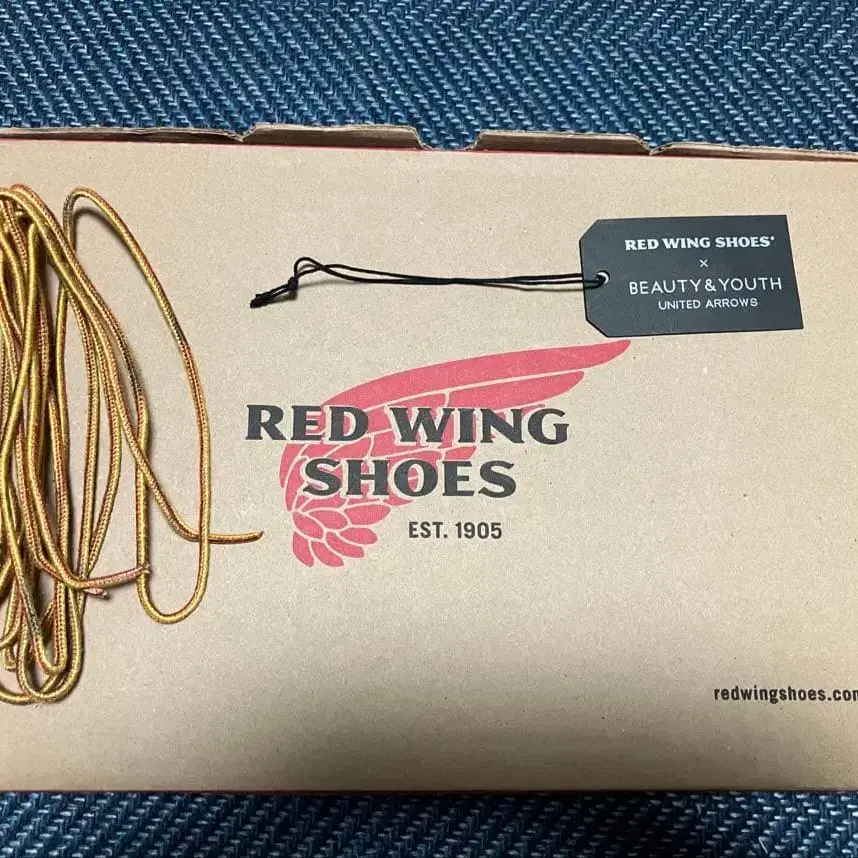 RED WING SHOES®
×
BEAUTY & YOUTH
UNITED ARROWS
RED WING
SHOES
EST. 1905
redwingshoes.com